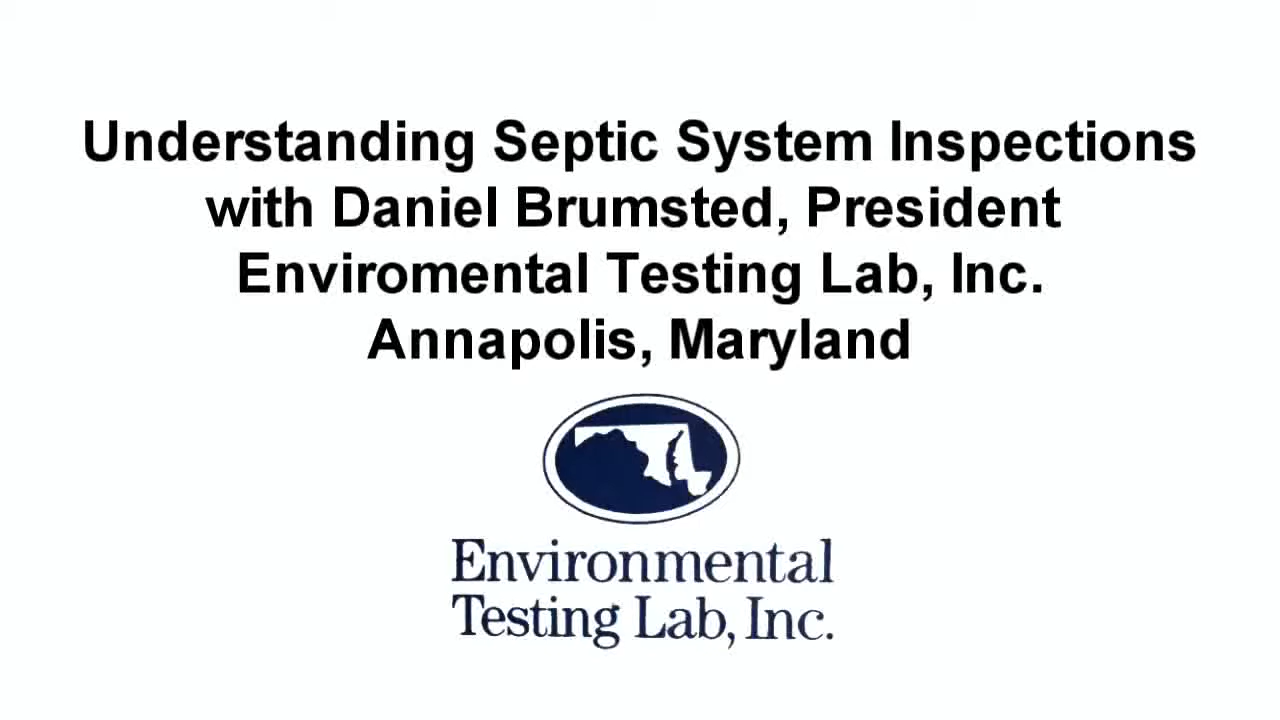 Understanding Septic System Inspections
with Daniel Brumsted, President
Enviromental Testing Lab, Inc.
Annapolis, Maryland
Environmental
Testing Lab, Inc.